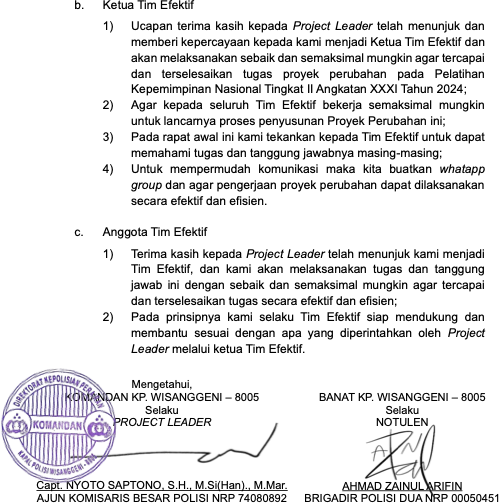 b. Ketua Tim Efektif
1) Ucapan terima kasih kepada Project Leader telah menunjuk dan
memberi kepercayaan kepada kami menjadi Ketua Tim Efektif dan
akan melaksanakan sebaik dan semaksimal mungkin agar tercapai
dan terselesaikan tugas proyek perubahan pada Pelatihan
Kepemimpinan Nasional Tingkat II Angkatan XXXI Tahun 2024;
2) Agar kepada seluruh Tim Efektif bekerja semaksimal mungkin
untuk lancarnya proses penyusunan Proyek Perubahan ini;
3) Pada rapat awal ini kami tekankan kepada Tim Efektif untuk dapat
memahami tugas dan tanggung jawabnya masing-masing;
4) Untuk mempermudah komunikasi maka kita buatkan whatapp
group dan agar pengerjaan proyek perubahan dapat dilaksanakan
secara efektif dan efisien.
c. Anggota Tim Efektif
1) Terima kasih kepada Project Leader telah menunjuk kami menjadi
Tim Efektif, dan kami akan melaksanakan tugas dan tanggung
jawab ini dengan sebaik dan semaksimal mungkin agar tercapai
dan terselesaikan tugas secara efektif dan efisien;
2) Pada prinsipnya kami selaku Tim Efektif siap mendukung dan
membantu sesuai dengan apa yang diperintahkan oleh Project
Leader melalui ketua Tim Efektif.
Mengetahui,
KOMANDAN KP. WISANGGENI – 8005
Selaku
PROJECT LEADER
DIREKTORAT KEPOLISIAN PERAIRAN
KOMANDAN
KAPAL POLISI WISANGGENI - 8005
Capt. NYOTO SAPTONO, S.H., M.Si(Han)., M.Mar.
AJUN KOMISARIS BESAR POLISI NRP 74080892
BANAT KP. WISANGGENI – 8005
Selaku
NOTULEN
AHMAD ZAINUL ARIFIN
BRIGADIR POLISI DUA NRP 00050451